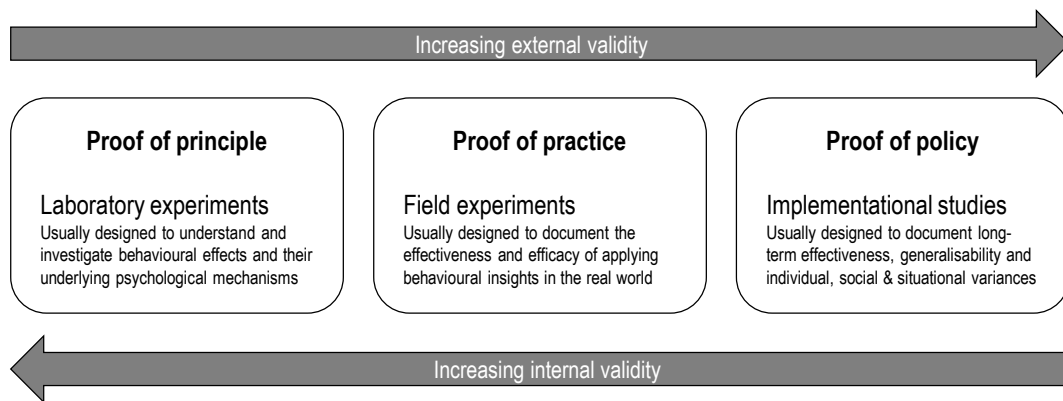 Increasing external validity
Proof of principle
Laboratory experiments
Usually designed to understand and
investigate behavioural effects and their
underlying psychological mechanisms
Proof of practice
Field experiments
Usually designed to document the
effectiveness and efficacy of applying
behavioural insights in the real world
Proof of policy
Implementational studies
Usually designed to document long-
term effectiveness, generalisability and
individual, social & situational variances
Increasing internal validity